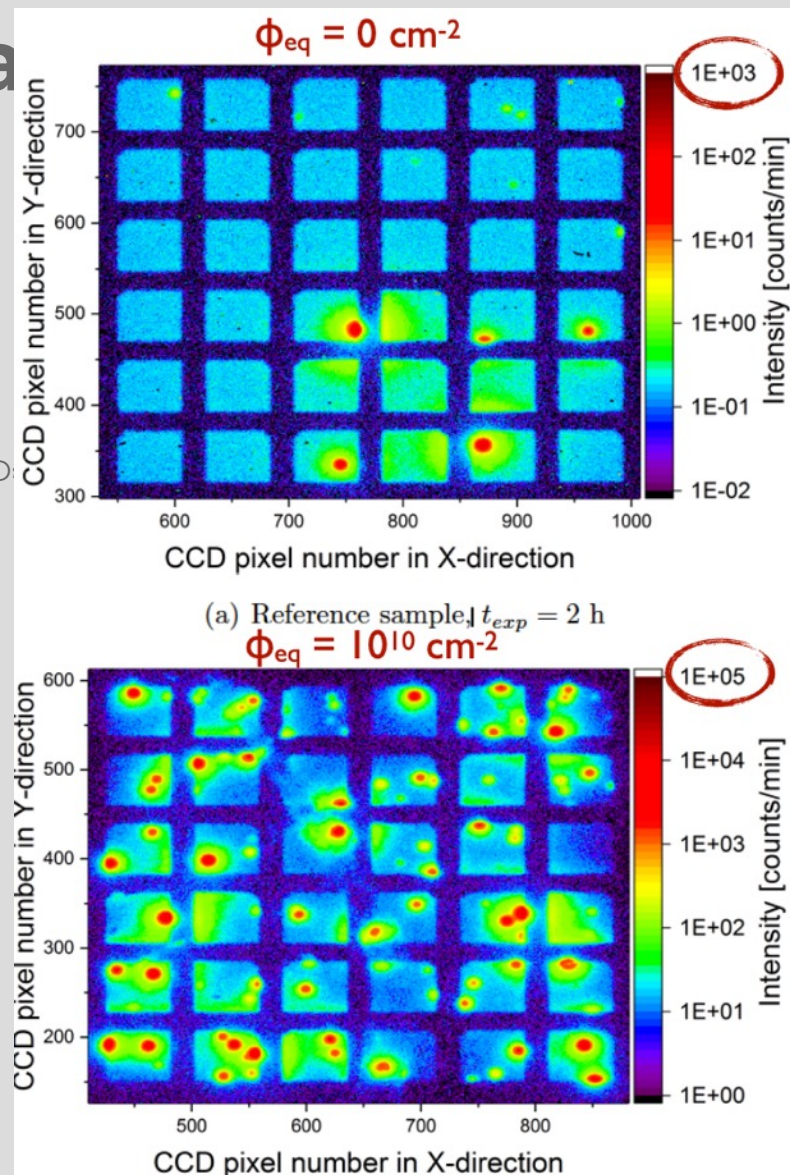 a
ϕeq = 0 cm-2
1E+03
1E+02
1E+01
1E+00
1E-01
1E-02
Intensity [counts/min]
CCD pixel number in Y-direction
700
600
500
400
300
600
700
800
900
1000
CCD pixel number in X-direction
(a) Reference sample, texp = 2 h
ϕeq = 10¹⁰ cm-2
1E+05
1E+04
1E+03
1E+02
1E+01
1E+00
Intensity [counts/min]
CCD pixel number in Y-direction
600
500
400
300
200
500
600
700
800
CCD pixel number in X-direction